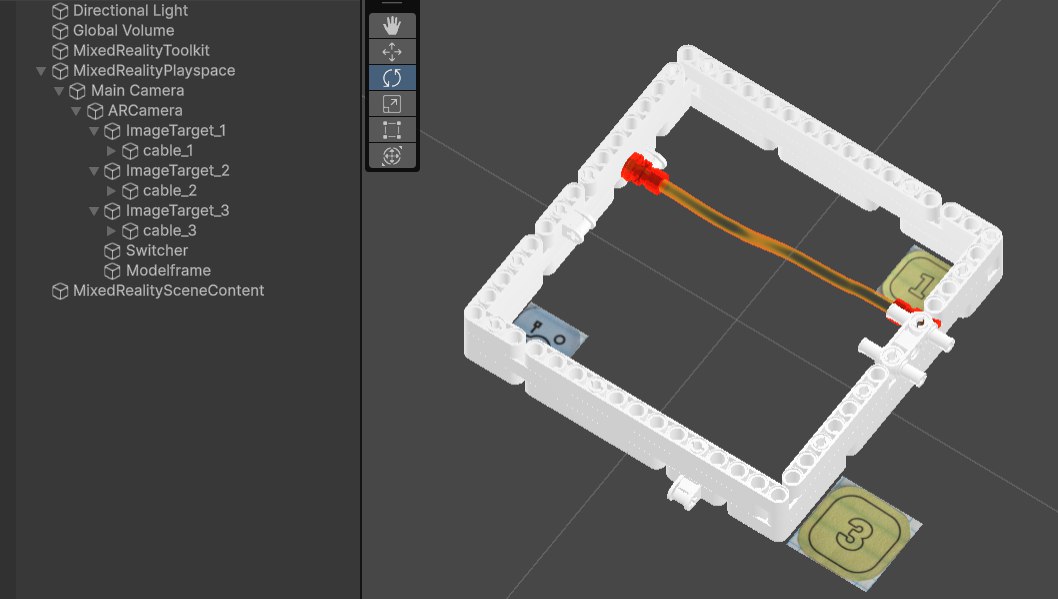 Directional Light
Global Volume
MixedRealityToolkit
MixedRealityPlayspace
Main Camera
ARCamera
ImageTarget_1
cable_1
ImageTarget_2
cable_2
ImageTarget_3
cable_3
Switcher
Modelframe
MixedRealitySceneContent
1
3